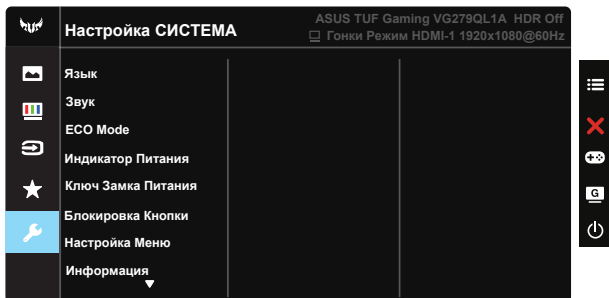 Настройка СИСТЕМА
ASUS TUF Gaming VG279QL1A HDR Off
Гонки Режим HDMI-1 1920x1080@60Hz
Язык
Звук
ECO Mode
Индикатор Питания
Ключ Замка Питания
Блокировка Кнопки
Настройка Меню
Информация
G